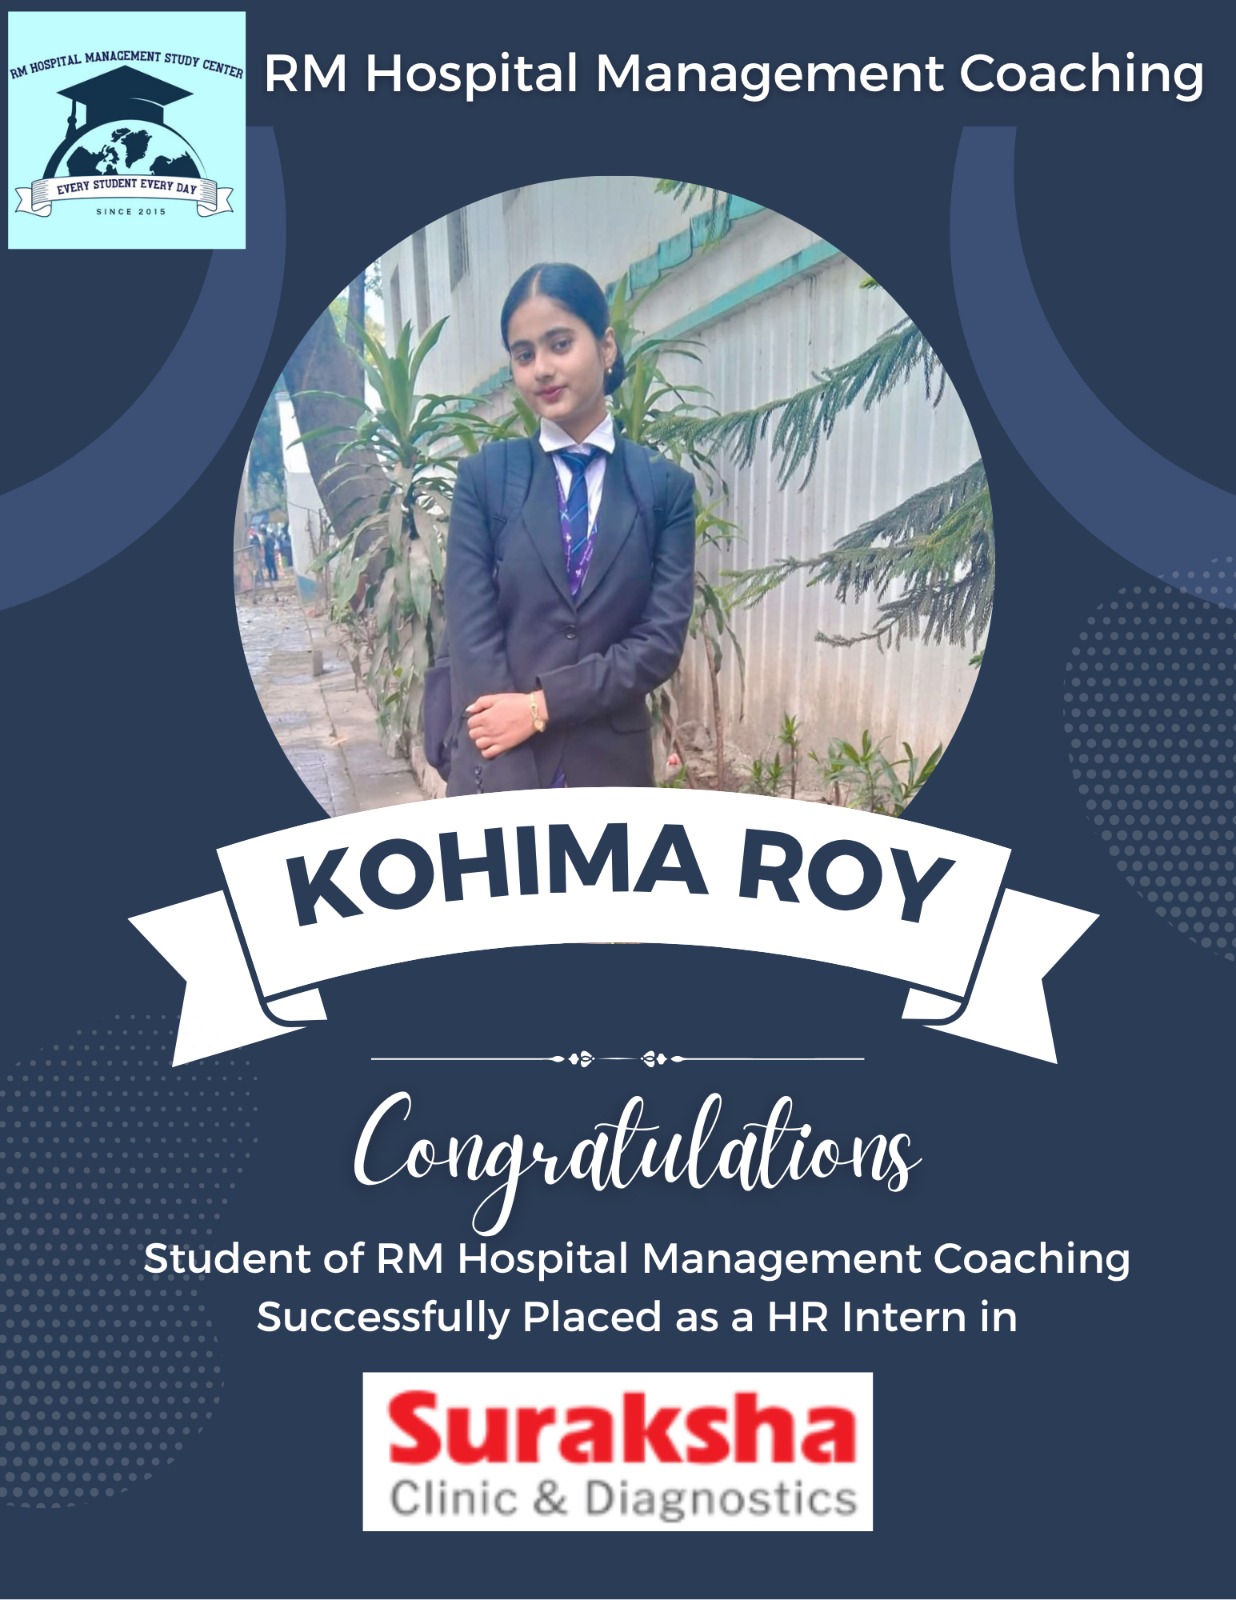 RM HOSPITAL MANAGEMENT STUDY CENTER
EVERY STUDENT EVERY DAY
SINCE 2015
RM Hospital Management Coaching
KOHIMA ROY
Congratulations
Student of RM Hospital Management Coaching
Successfully Placed as a HR Intern in
Suraksha
Clinic & Diagnostics